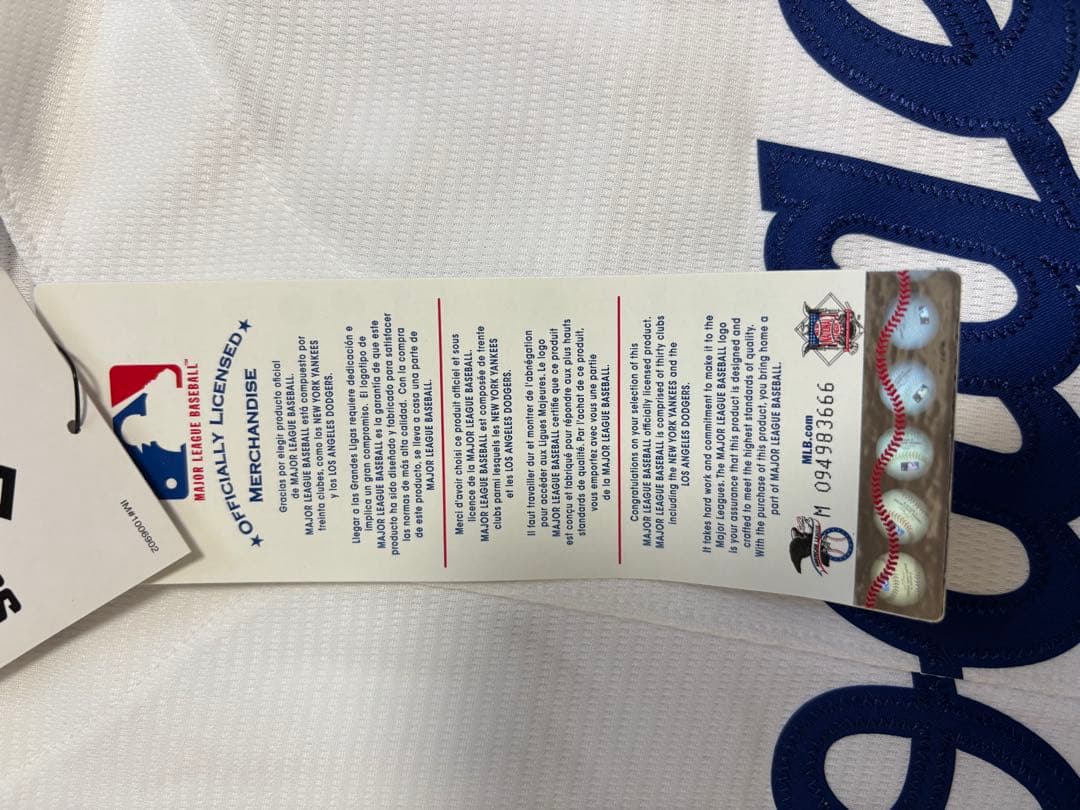 MAJOR LEAGUE BASEBALL™
★OFFICIALLY LICENSED★
MERCHANDISE
Gracias por elegir producto oficial
de MAJOR LEAGUE BASEBALL.
MAJOR LEAGUE BASEBALL está compuesto por
treinta clubes, como los NEW YORK YANKEES
y los LOS ANGELES DODGERS.
Llegar a las Grandes Ligas requiere dedicación e
implica un gran compromiso. El logotipo de
MAJOR LEAGUE BASEBALL es la garantía de que este
producto ha sido diseñado y fabricado para satisfacer
las normas de más alta calidad. Con la compra
de este producto, se lleva a casa una parte de
MAJOR LEAGUE BASEBALL.
Merci d'avoir choisi ce produit officiel et sous
licence de la MAJOR LEAGUE BASEBALL.
MAJOR LEAGUE BASEBALL est composée de trente
clubs parmi lesquels les NEW YORK YANKEES
et les LOS ANGELES DODGERS.
Il faut travailler dur et montrer de l'abnégation
pour accéder aux Ligues Majeures. Le logo
MAJOR LEAGUE BASEBALL certifie que ce produit
est conçu et fabriqué pour répondre aux plus hauts
standards de qualité. Par l'achat de ce produit,
vous emportez avec vous une partie
de la MAJOR LEAGUE BASEBALL.
Congratulations on your selection of this
MAJOR LEAGUE BASEBALL officially licensed product.
MAJOR LEAGUE BASEBALL is comprised of thirty clubs
including the NEW YORK YANKEES and the
LOS ANGELES DODGERS.
It takes hard work and commitment to make it to the
Major Leagues. The MAJOR LEAGUE BASEBALL logo
is your assurance that this product is designed and
crafted to meet the highest standards of quality.
With the purchase of this product, you bring home a
part of MAJOR LEAGUE BASEBALL.
MLB.com
M 094983666
IM#1006902